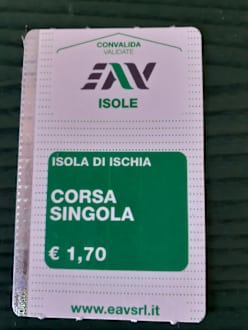 CONVALIDA
VALIDATE
EAV
ISOLE
ISOLA DI ISCHIA
CORSA
SINGOLA
€ 1,70
www.eavsrl.it